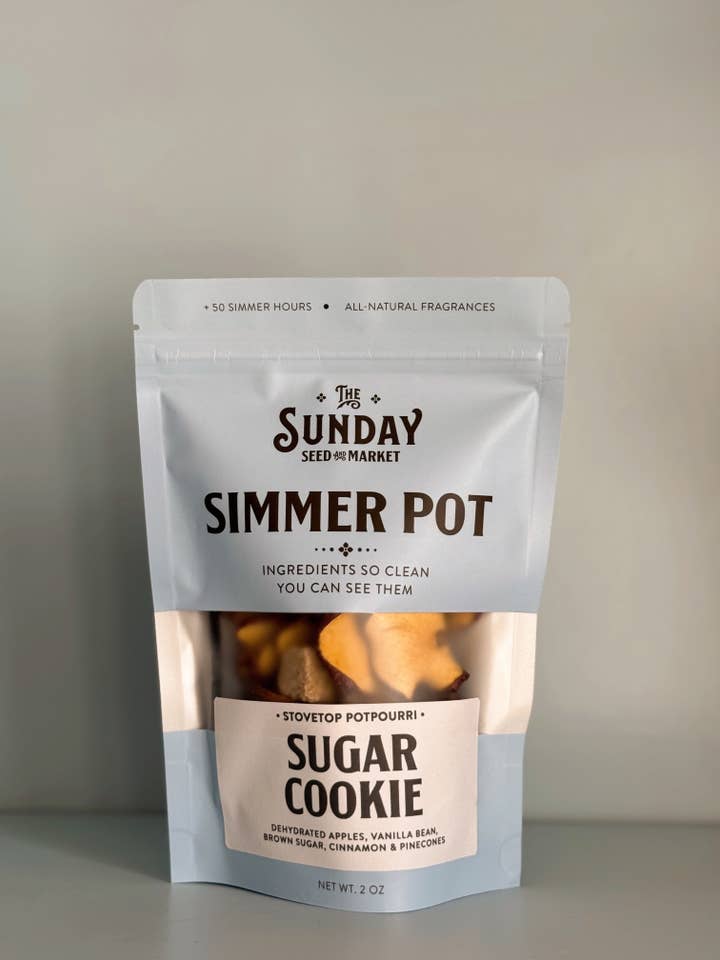 + 50 SIMMER HOURS • ALL-NATURAL FRAGRANCES
THE
SUNDAY
SEED AND MARKET
SIMMER POT
INGREDIENTS SO CLEAN
YOU CAN SEE THEM
• STOVETOP POTPOURRI •
SUGAR
COOKIE
DEHYDRATED APPLES, VANILLA BEAN,
BROWN SUGAR, CINNAMON & PINECONES
NET WT. 2 OZ